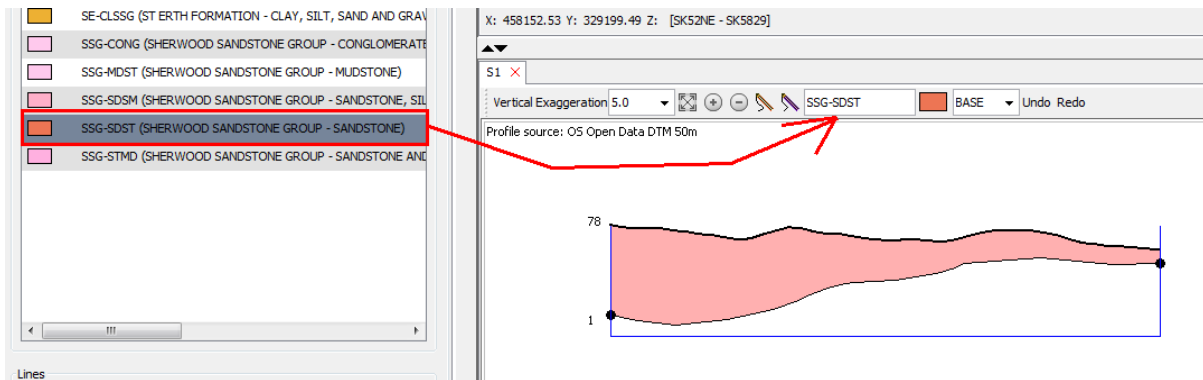 SE-CLSSG (ST ERTH FORMATION - CLAY, SILT, SAND AND
SSG-CONG (SHERWOOD SANDSTONE GROUP - CONGLOMERATE
SSG-MDST (SHERWOOD SANDSTONE GROUP - MUDSTONE)
SSG-SDSM (SHERWOOD SANDSTONE GROUP - SANDSTONE,
SSG-SDST (SHERWOOD SANDSTONE GROUP - SANDSTONE)
SSG-STMD (SHERWOOD SANDSTONE GROUP - SANDSTONE AND
Lines
X: 458152.53 Y: 329199.49 Z: [SK52NE - SK5829]
S1
Vertical Exaggeration 5.0 SSG-SDST BASE Undo Redo
Profile source: OS Open Data DTM 50m
78
1